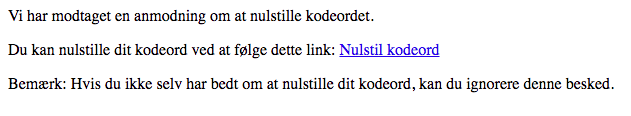 Vi har modtaget en anmodning om at nulstille kodeordet.
Du kan nulstille dit kodeord ved at følge dette link: Nulstil kodeord
Bemærk: Hvis du ikke selv har bedt om at nulstille dit kodeord, kan du ignorere denne besked.